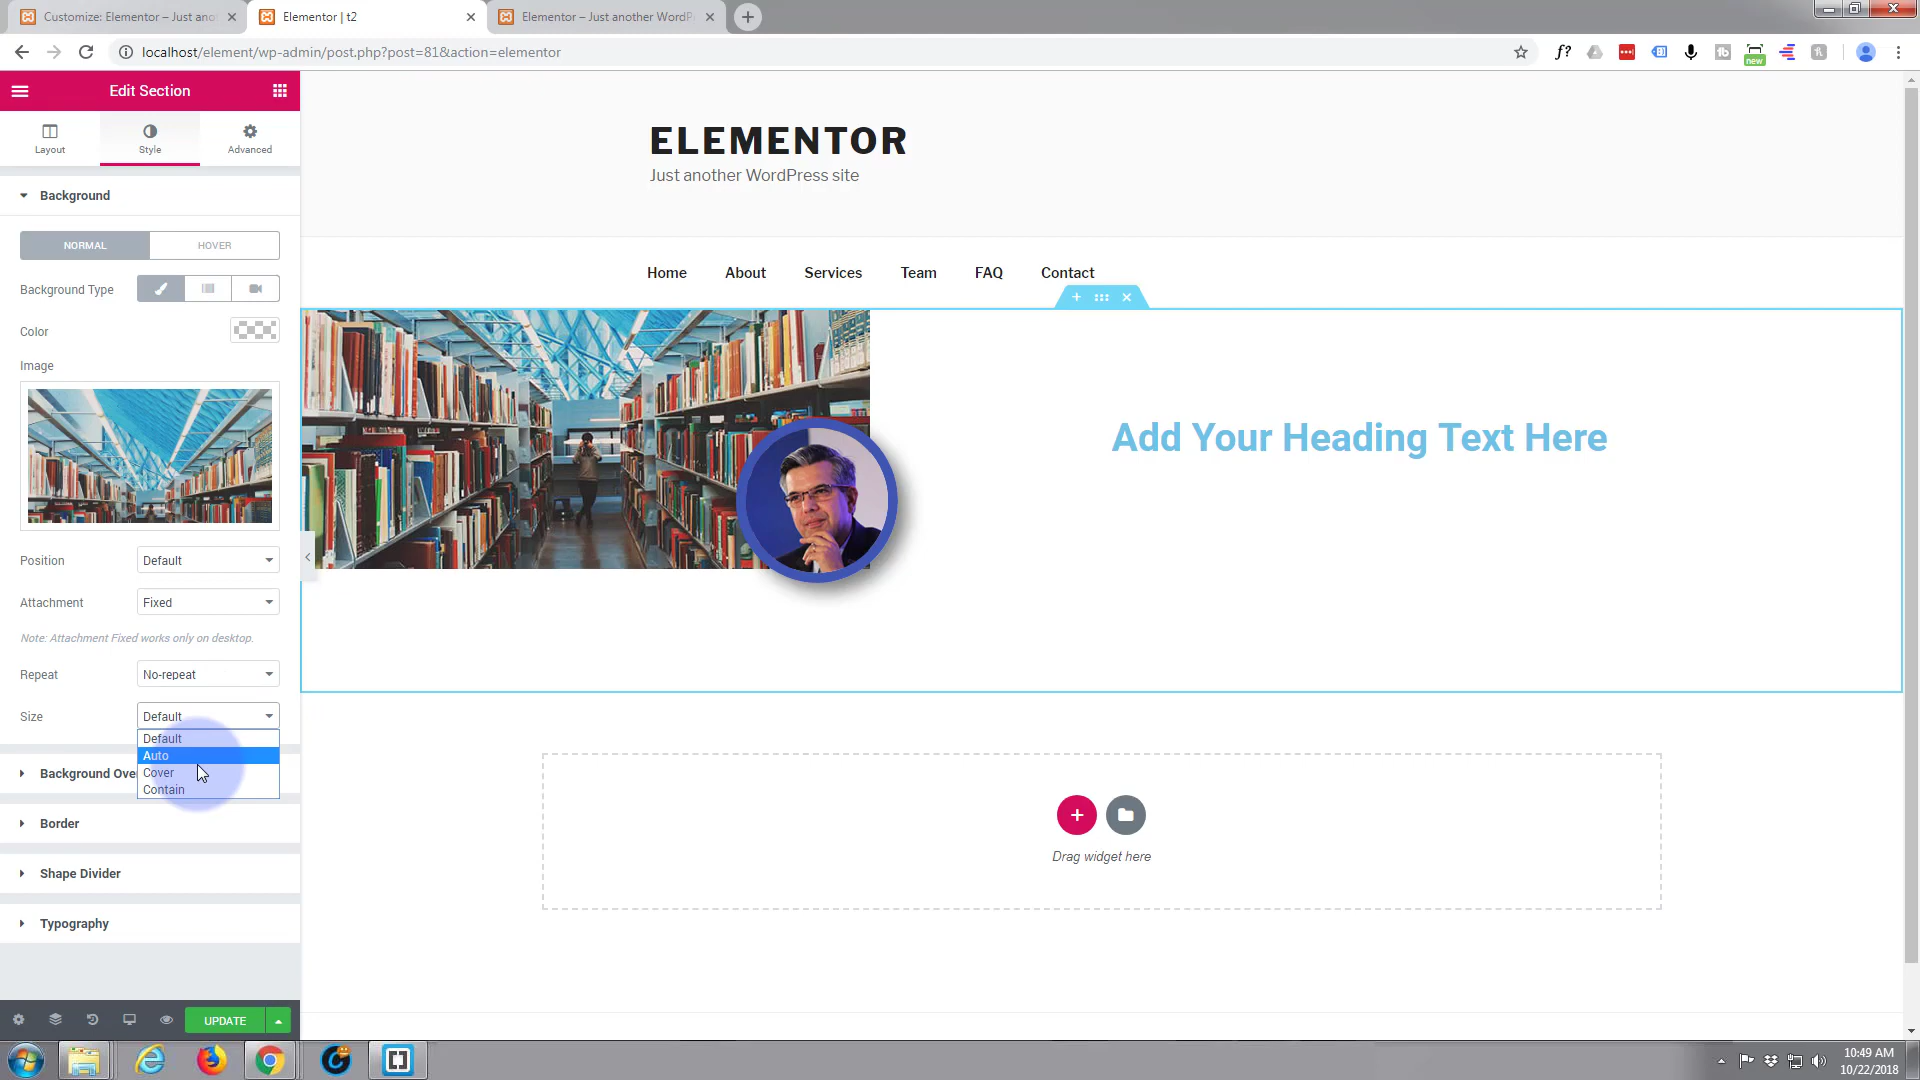 Customize: Elementor – Just ano
Elementor | t2
Elementor – Just another WordP
localhost/element/wp-admin/post.php?post=81&action=elementor
f?
new
Edit Section
Layout
Style
Advanced
Background
NORMAL
HOVER
Background Type
Color
Image
Position
Default
Attachment
Fixed
Note: Attachment Fixed works only on desktop.
Repeat
No-repeat
Size
Default
Default
Auto
Cover
Contain
Background Ove
Border
Shape Divider
Typography
UPDATE
ELEMENTOR
Just another WordPress site
Home About Services Team FAQ Contact
Add Your Heading Text Here
Drag widget here
10:49 AM
10/22/2018